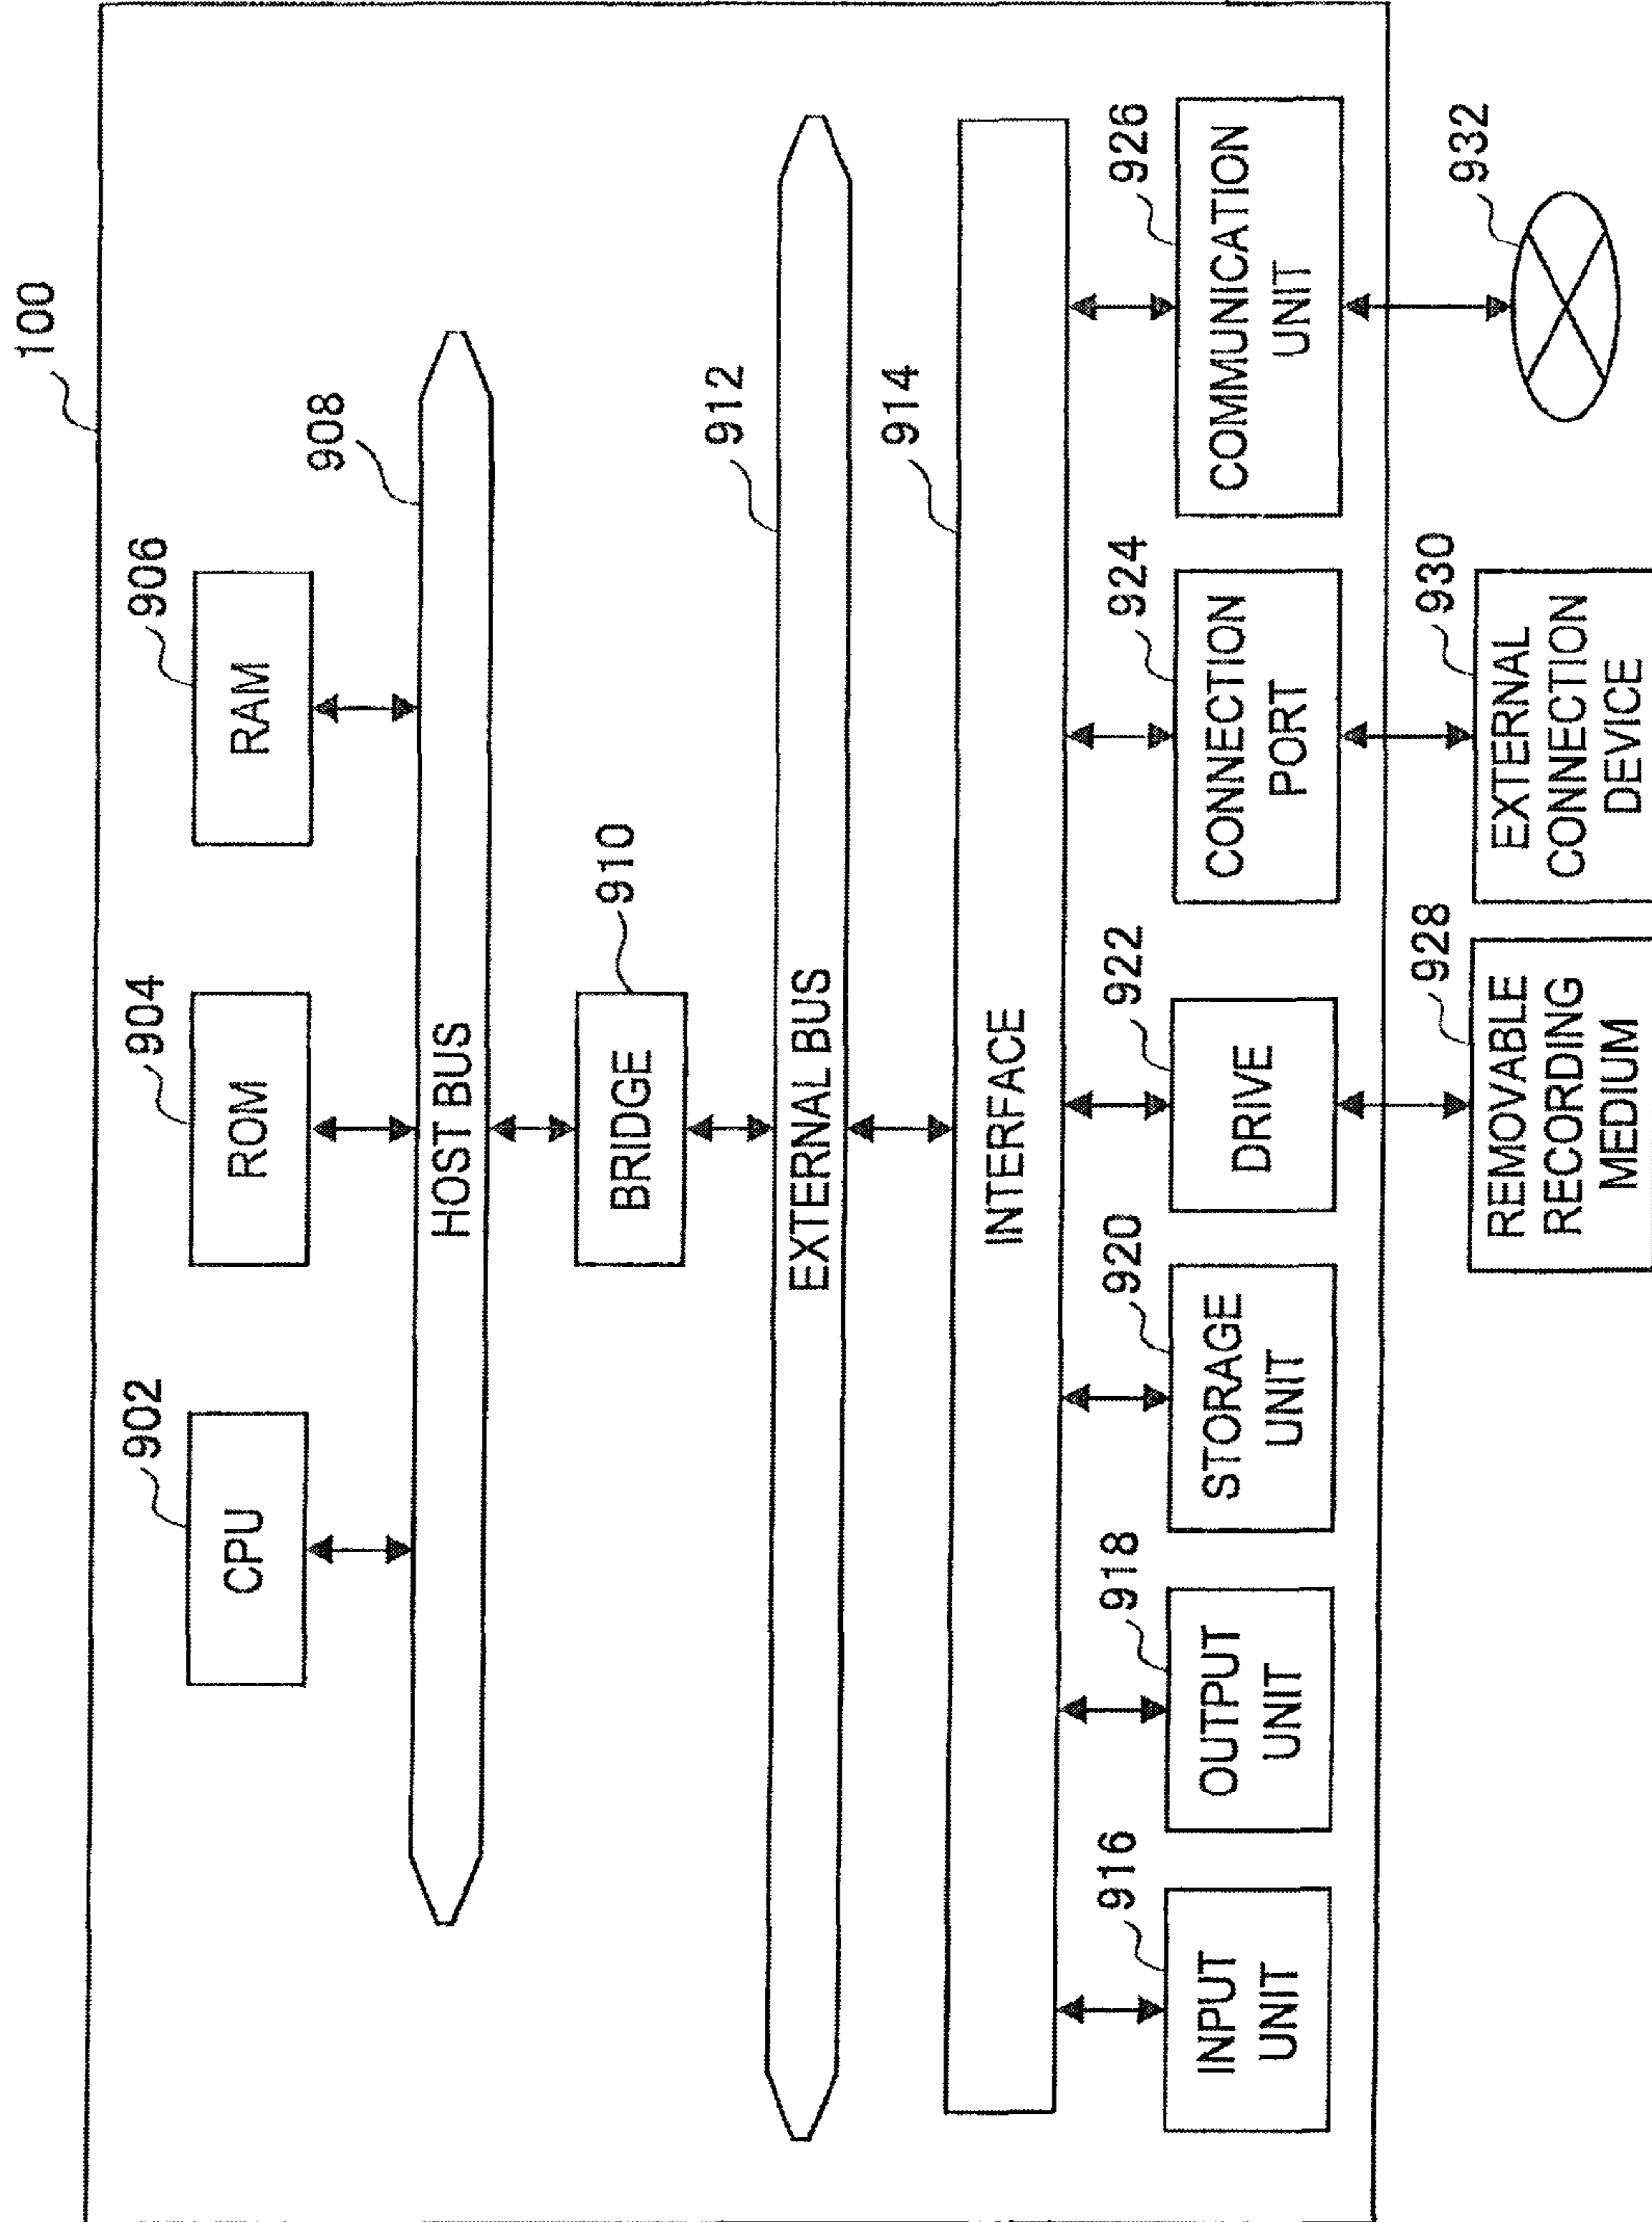 100
902
904
906
CPU
ROM
RAM
908
HOST BUS
910
BRIDGE
912
EXTERNAL BUS
914
INTERFACE
916
918
920
922
924
926
INPUT
UNIT
OUTPUT
UNIT
STORAGE
UNIT
DRIVE
CONNECTION
PORT
COMMUNICATION
UNIT
928
930
932
REMOVABLE
RECORDING
MEDIUM
EXTERNAL
CONNECTION
DEVICE